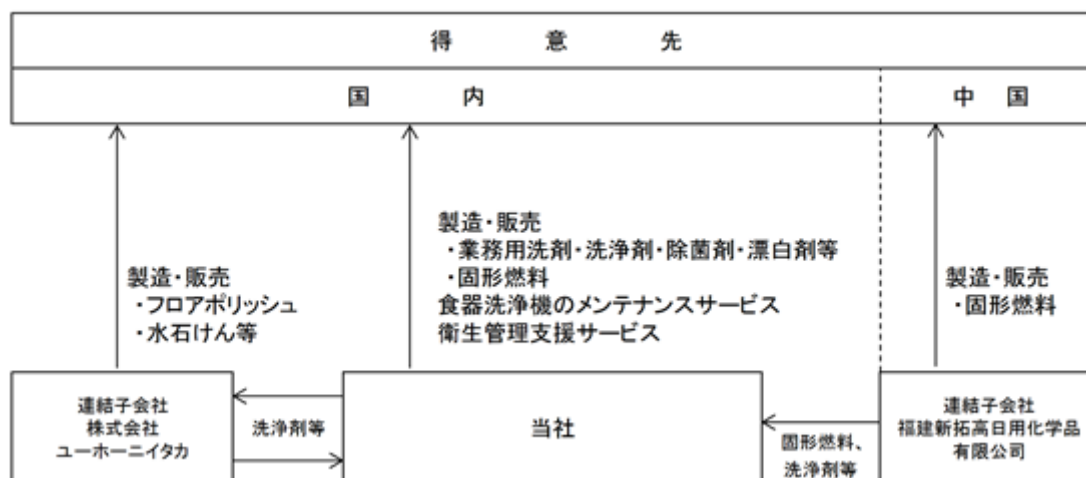 得意先
国内
中国
製造・販売
・フロアポリッシュ
・水石けん等
製造・販売
・業務用洗剤・洗浄剤・除菌剤・漂白剤等
・固形燃料
食器洗浄機のメンテナンスサービス
衛生管理支援サービス
製造・販売
・固形燃料
連結子会社
株式会社
ユーホーニイタカ
洗浄剤等
当社
固形燃料、
洗浄剤等
連結子会社
福建新拓高日用化学品
有限公司